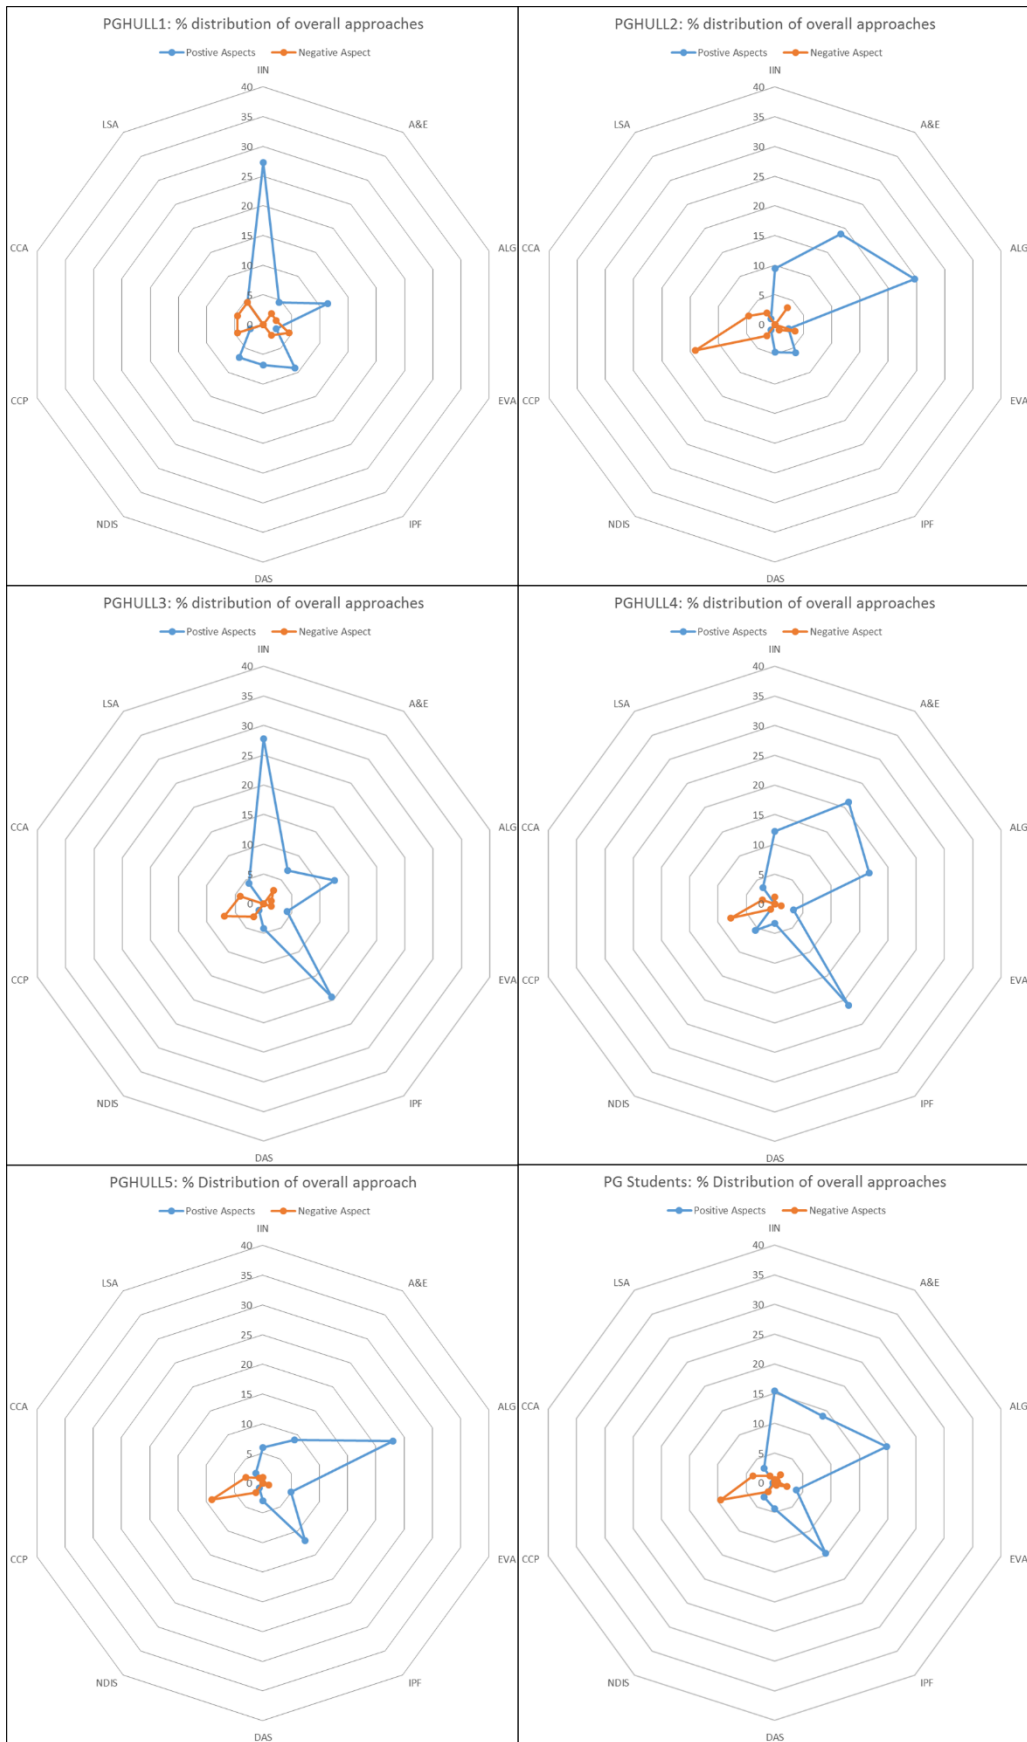 PGHULL1: % distribution of overall approaches
Postive Aspects Negative Aspect
IIN
40
LSA A&E
35
30
25
20
CCA 15 ALG
10
5
0
CCP EVA
NDIS IPF
DAS
PGHULL2: % distribution of overall approaches
Postive Aspects Negative Aspect
IIN
40
LSA A&E
35
30
25
20
CCA 15 ALG
10
5
0
CCP EVA
NDIS IPF
DAS
PGHULL3: % distribution of overall approaches
Postive Aspects Negative Aspect
IIN
40
LSA A&E
35
30
25
20
CCA 15 ALG
10
5
0
CCP EVA
NDIS IPF
DAS
PGHULL4: % distribution of overall approaches
Postive Aspects Negative Aspect
IIN
40
LSA A&E
35
30
25
20
CCA 15 ALG
10
5
0
CCP EVA
NDIS IPF
DAS
PGHULL5: % Distribution of overall approach
Postive Aspects Negative Aspect
IIN
40
LSA A&E
35
30
25
20
CCA 15 ALG
10
5
0
CCP EVA
NDIS IPF
DAS
PG Students: % Distribution of overall approaches
Positive Aspects Negative Aspects
IIN
40
LSA A&E
35
30
25
20
CCA 15 ALG
10
5
0
CCP EVA
NDIS IPF
DAS